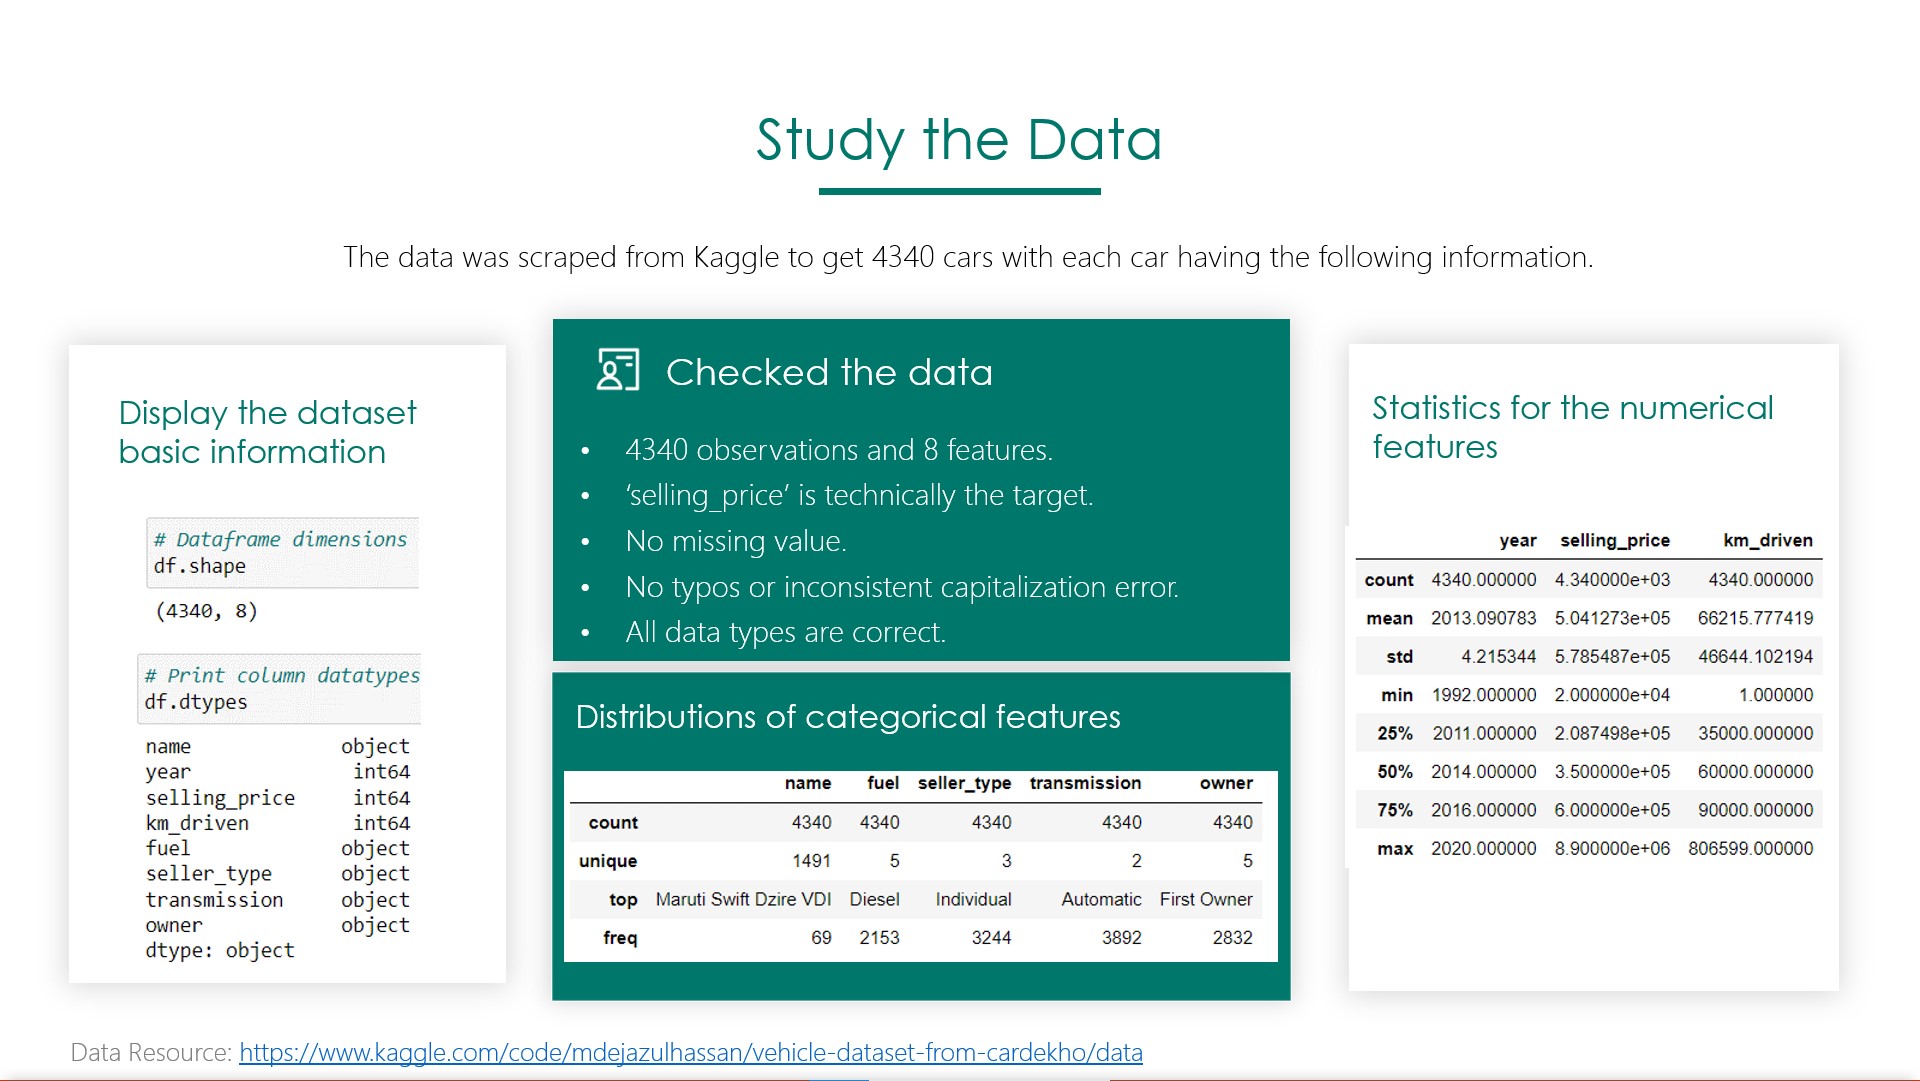 Study the Data
The data was scraped from Kaggle to get 4340 cars with each car having the following information.
Display the dataset
basic information
# Dataframe dimensions
df.shape
(4340, 8)
# Print column datatypes
df.dtypes
name object
year int64
selling_price int64
km_driven int64
fuel object
seller_type object
transmission object
owner object
dtype: object
Checked the data
• 4340 observations and 8 features.
• ‘selling_price’ is technically the target.
• No missing value.
• No typos or inconsistent capitalization error.
• All data types are correct.
Distributions of categorical features
name fuel seller_type transmission owner
count 4340 4340 4340 4340 4340
unique 1491 5 3 2 5
top Maruti Swift Dzire VDI Diesel Individual Automatic First Owner
freq 69 2153 3244 3892 2832
Statistics for the numerical
features
year selling_price km_driven
count 4340.000000 4.340000e+03 4340.000000
mean 2013.090783 5.041273e+05 66215.777419
std 4.215344 5.785487e+05 46644.102194
min 1992.000000 2.000000e+04 1.000000
25% 2011.000000 2.087498e+05 35000.000000
50% 2014.000000 3.500000e+05 60000.000000
75% 2016.000000 6.000000e+05 90000.000000
max 2020.000000 8.900000e+06 806599.000000
Data Resource: https://www.kaggle.com/code/mdejazulhassan/vehicle-dataset-from-cardekho/data